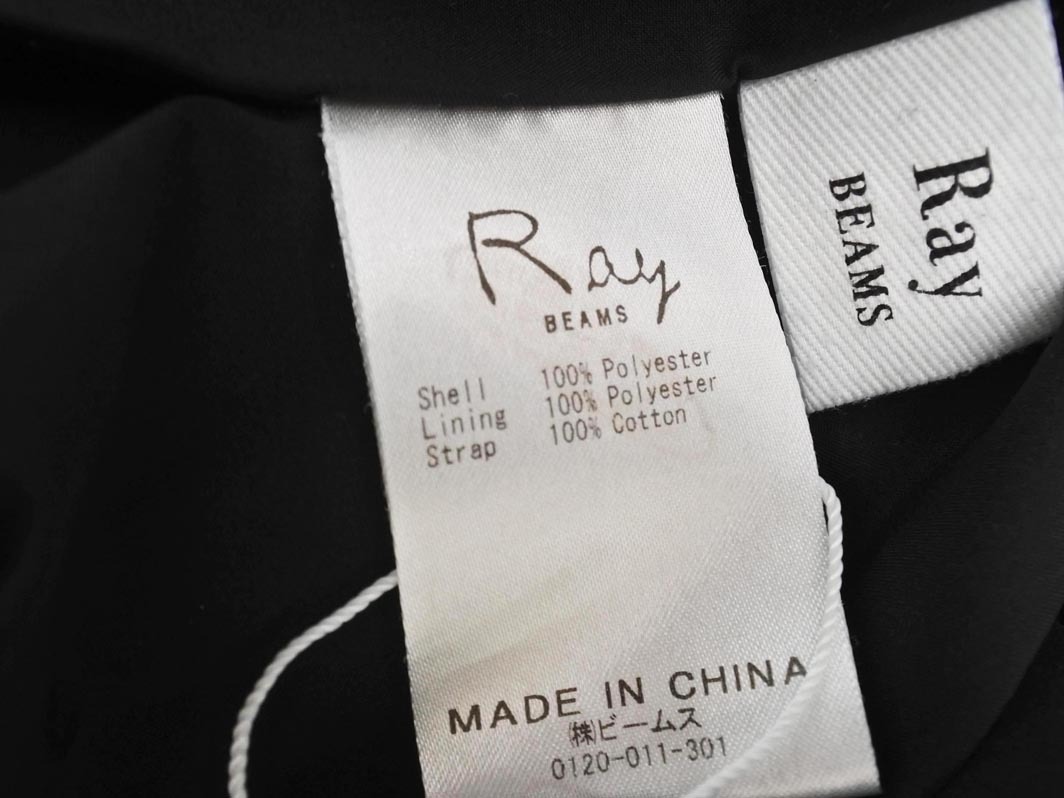 Ray
BEAMS
Shell 100% Polyester
Lining 100% Polyester
Strap 100% Cotton
MADE IN CHINA
㈱ビームス
0120-011-301
Ray
BEAMS